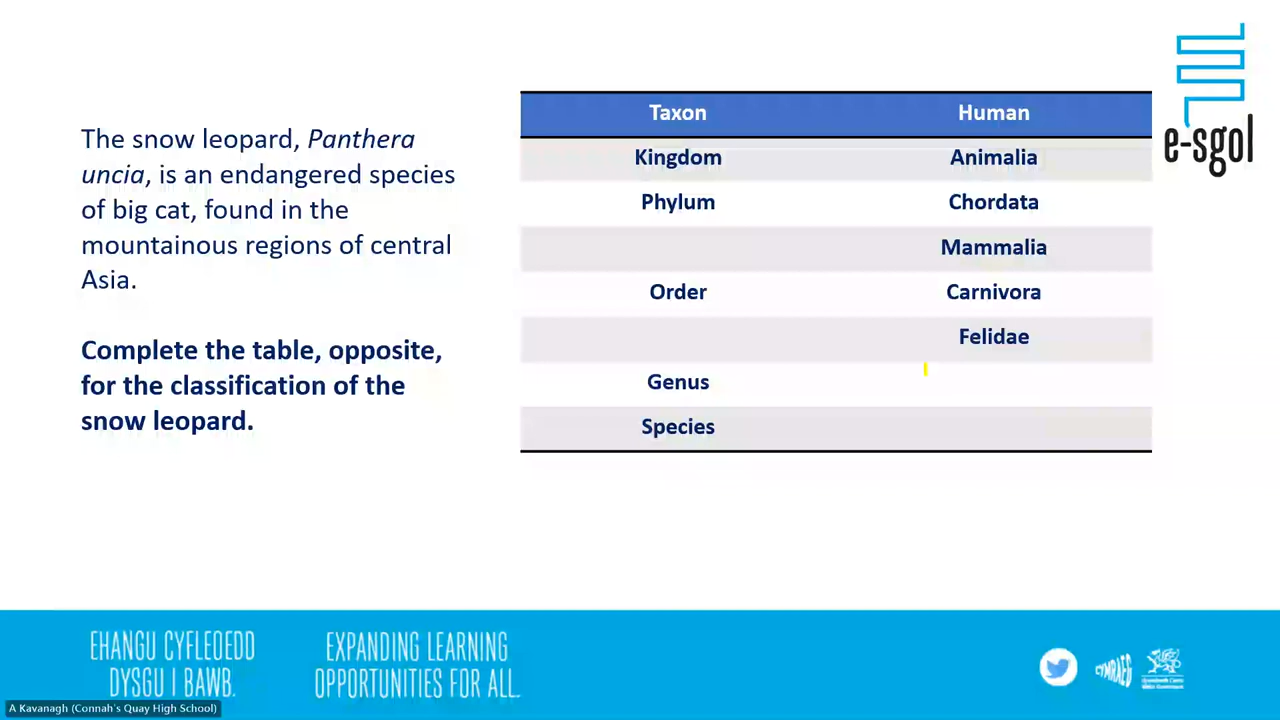 The snow leopard, Panthera
uncia, is an endangered species
of big cat, found in the
mountainous regions of central
Asia.
Complete the table, opposite,
for the classification of the
snow leopard.
Taxon Human
Kingdom Animalia
Phylum Chordata
Mammalia
Order Carnivora
Felidae
Genus
Species
e-sgol
EHANGU CYFLEOEDD
DYSGU I BAWB.
EXPANDING LEARNING
OPPORTUNITIES FOR ALL.
CYMRAEG
A Kavanagh (Connah's Quay High School)